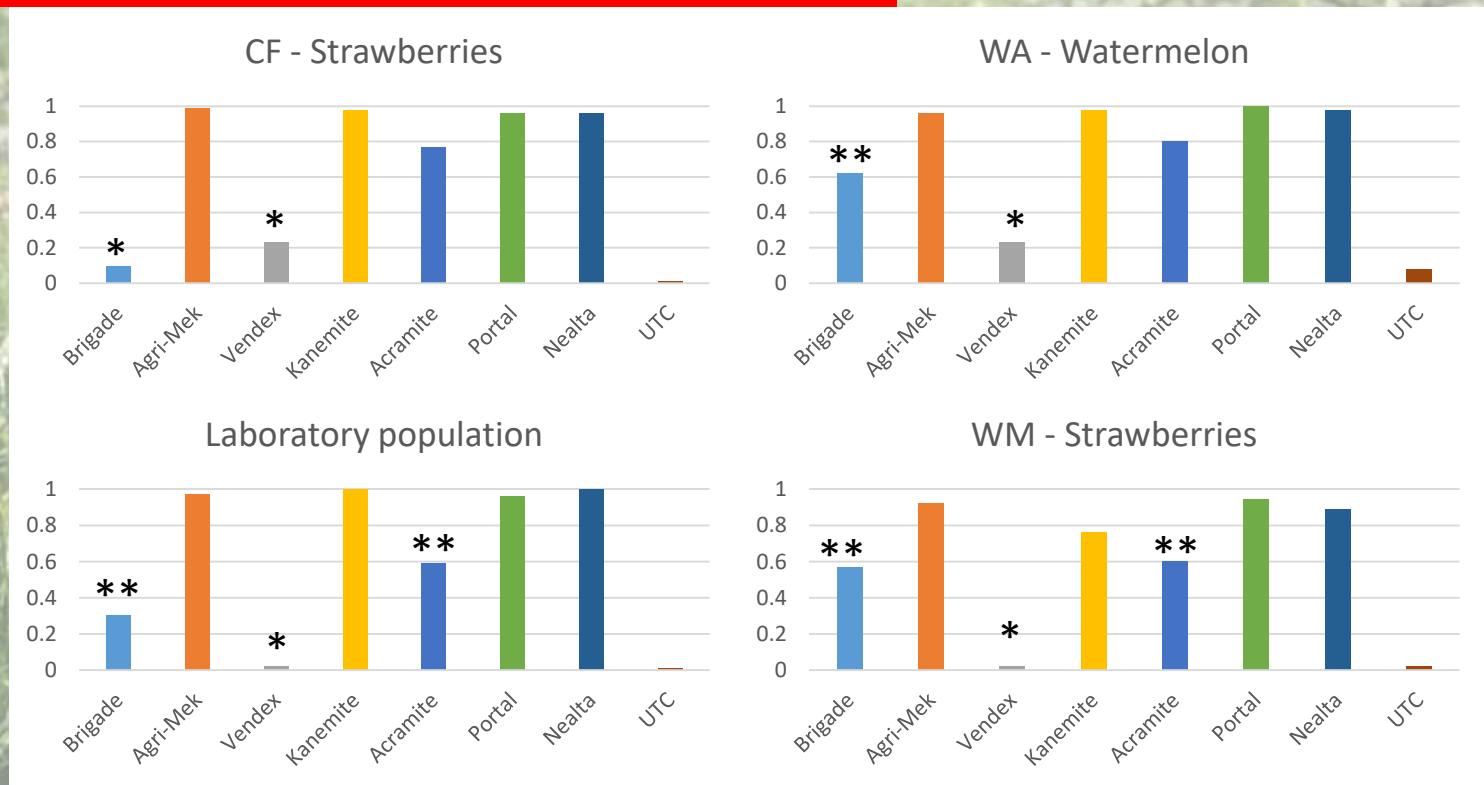 CF - Strawberries
1
0.8
0.6
0.4
0.2
0
*
*
Brigade
Agri-Mek
Vendex
Kanemite
Acramite
Portal
Nealta
UTC
WA - Watermelon
1
0.8
0.6
0.4
0.2
0
**
*
Brigade
Agri-Mek
Vendex
Kanemite
Acramite
Portal
Nealta
UTC
Laboratory population
1
0.8
0.6
0.4
0.2
0
**
*
**
Brigade
Agri-Mek
Vendex
Kanemite
Acramite
Portal
Nealta
UTC
WM - Strawberries
1
0.8
0.6
0.4
0.2
0
**
*
**
Brigade
Agri-Mek
Vendex
Kanemite
Acramite
Portal
Nealta
UTC